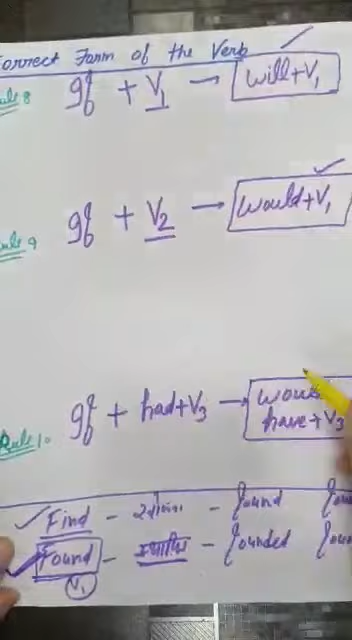 Correct Form of the Verb
Rule 8 If + V1 → will+V1
Rule 9 If + V2 → would+V1
Rule 10 If + had+V3 → would have+V3
Find - - found
Found - - founded
V1